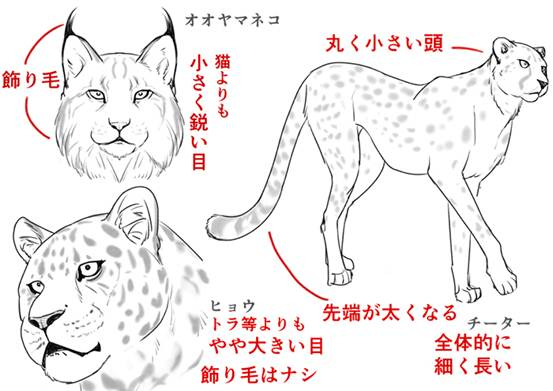 オオヤマネコ
飾り毛
猫よりも
小さく鋭い目
丸く小さい頭
ヒョウ
トラ等よりも
やや大きい目
飾り毛はナシ
先端が太くなる
チーター
全体的に
細く長い